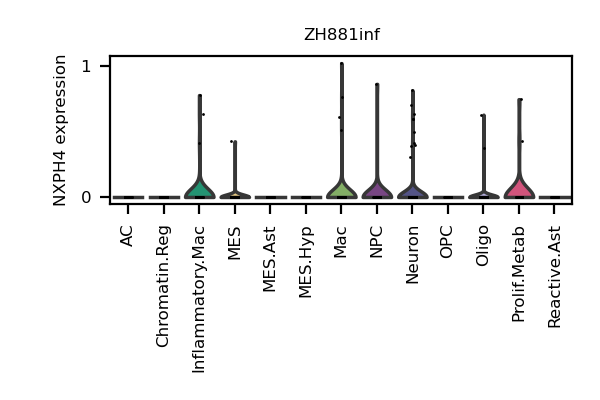 ZH881inf
NXPH4 expression
1
0
AC
Chromatin.Reg
Inflammatory.Mac
MES
MES.Ast
MES.Hyp
Mac
NPC
Neuron
OPC
Oligo
Prolif.Metab
Reactive.Ast